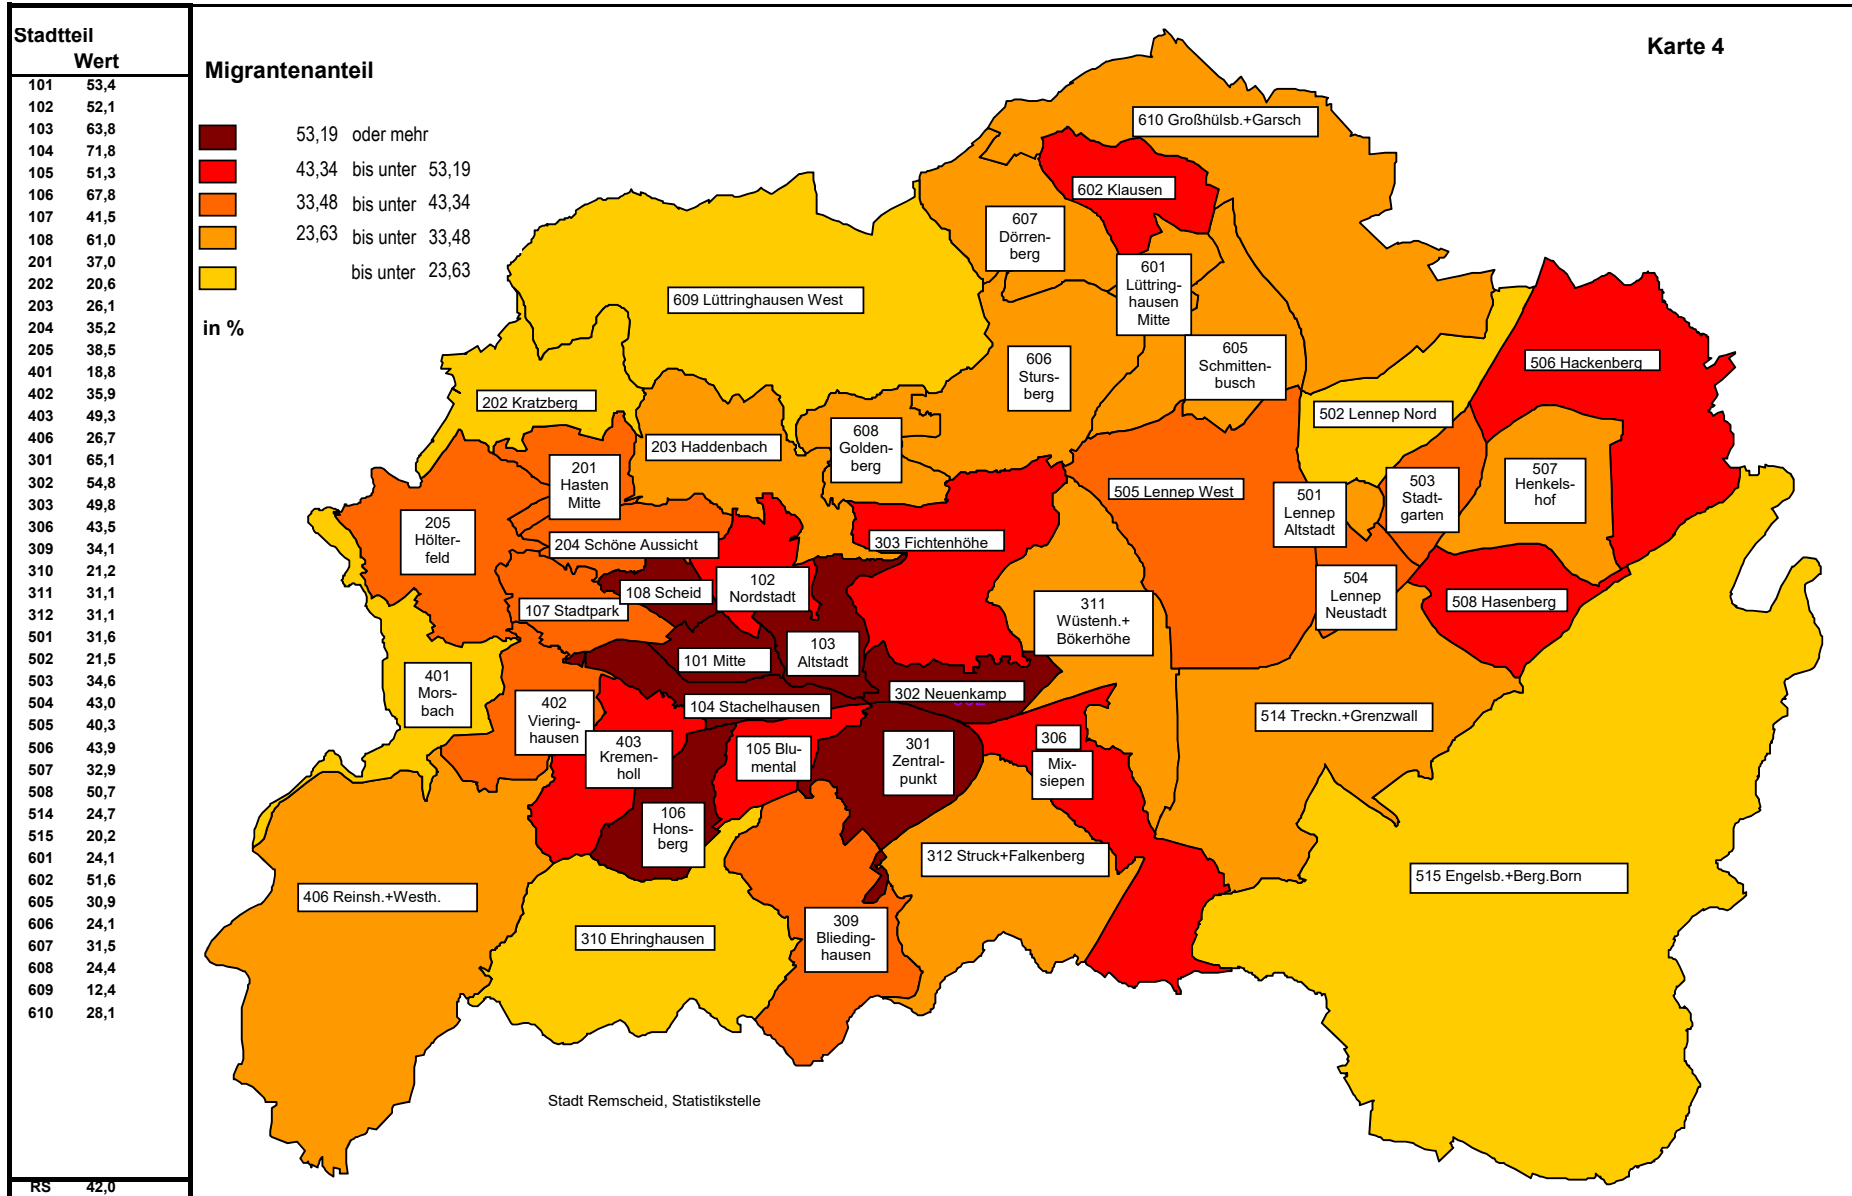 Stadtteil
Wert
101 53,4
102 52,1
103 63,8
104 71,8
105 51,3
106 67,8
107 41,5
108 61,0
201 37,0
202 20,6
203 26,1
204 35,2
205 38,5
401 18,8
402 35,9
403 49,3
406 26,7
301 65,1
302 54,8
303 49,8
306 43,5
309 34,1
310 21,2
311 31,1
312 31,1
501 31,6
502 21,5
503 34,6
504 43,0
505 40,3
506 43,9
507 32,9
508 50,7
514 24,7
515 20,2
601 24,1
602 51,6
605 30,9
606 24,1
607 31,5
608 24,4
609 12,4
610 28,1
RS 42,0
Migrantenanteil
53,19 oder mehr
43,34 bis unter 53,19
33,48 bis unter 43,34
23,63 bis unter 33,48
bis unter 23,63
in %
Karte 4
610 Großhülsb.+Garsch
602 Klausen
607
Dörren-
berg
601
Lüttring-
hausen
Mitte
609 Lüttringhausen West
605
Schmitten-
busch
606
Sturs-
berg
506 Hackenberg
202 Kratzberg
502 Lennep Nord
203 Haddenbach
608
Golden-
berg
201
Hasten
Mitte
505 Lennep West
501
Lennep
Altstadt
503
Stadt-
garten
507
Henkels-
hof
205
Hölter-
feld
204 Schöne Aussicht
303 Fichtenhöhe
108 Scheid
102
Nordstadt
107 Stadtpark
504
Lennep
Neustadt
508 Hasenberg
311
Wüstenh.+
Bökerhöhe
101 Mitte
103
Altstadt
401
Mors-
bach
302 Neuenkamp
302
402
Viering-
hausen
104 Stachelhausen
514 Treckn.+Grenzwall
403
Kremen-
holl
105 Blu-
mental
301
Zentral-
punkt
306
Mix-
siepen
106
Hons-
berg
312 Struck+Falkenberg
515 Engelsb.+Berg.Born
406 Reinsh.+Westh.
310 Ehringhausen
309
Blieding-
hausen
Stadt Remscheid, Statistikstelle